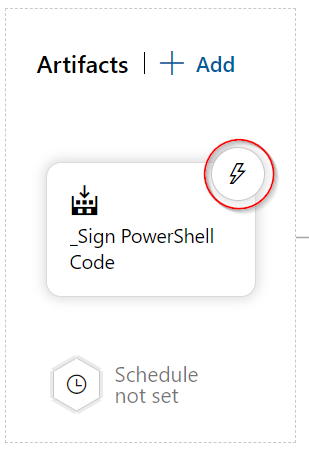 Artifacts | + Add
_Sign PowerShell
Code
Schedule
not set